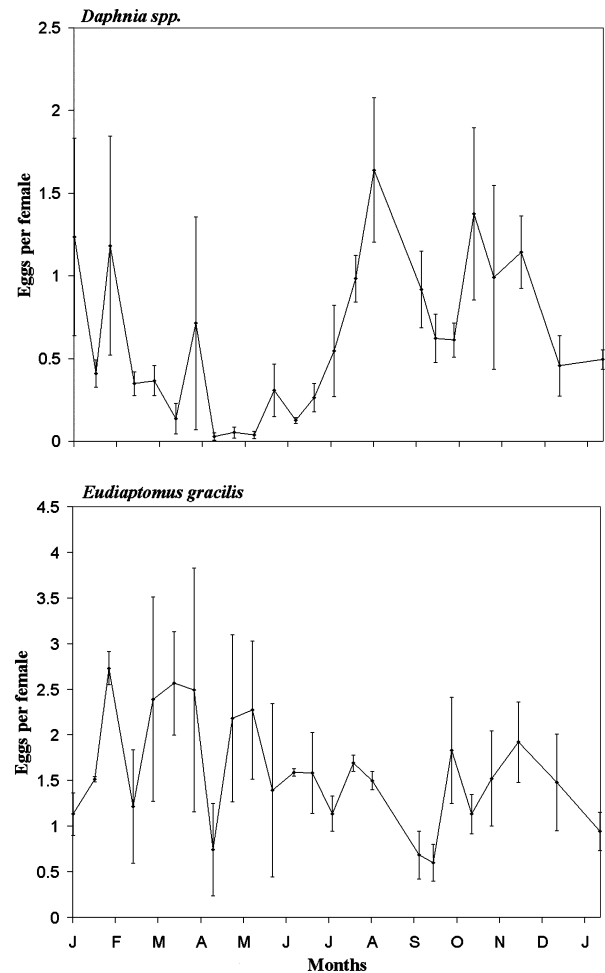 Daphnia spp.
2.5
2
1.5
1
0.5
0
Eggs per female
Eudiaptomus gracilis
4.5
4
3.5
3
2.5
2
1.5
1
0.5
0
Eggs per female
J F M A M J J A S O N D J
Months